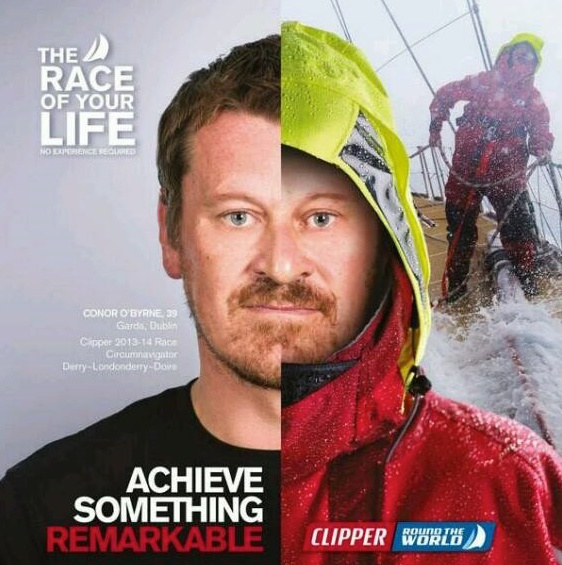 THE
RACE
OF YOUR
LIFE
NO EXPERIENCE REQUIRED
CONOR O'BYRNE, 39
Garda, Dublin
Clipper 2013-14 Race
Circumnavigator
Derry~Londonderry~Doire
ACHIEVE
SOMETHING
REMARKABLE
CLIPPER
ROUND THE
WORLD